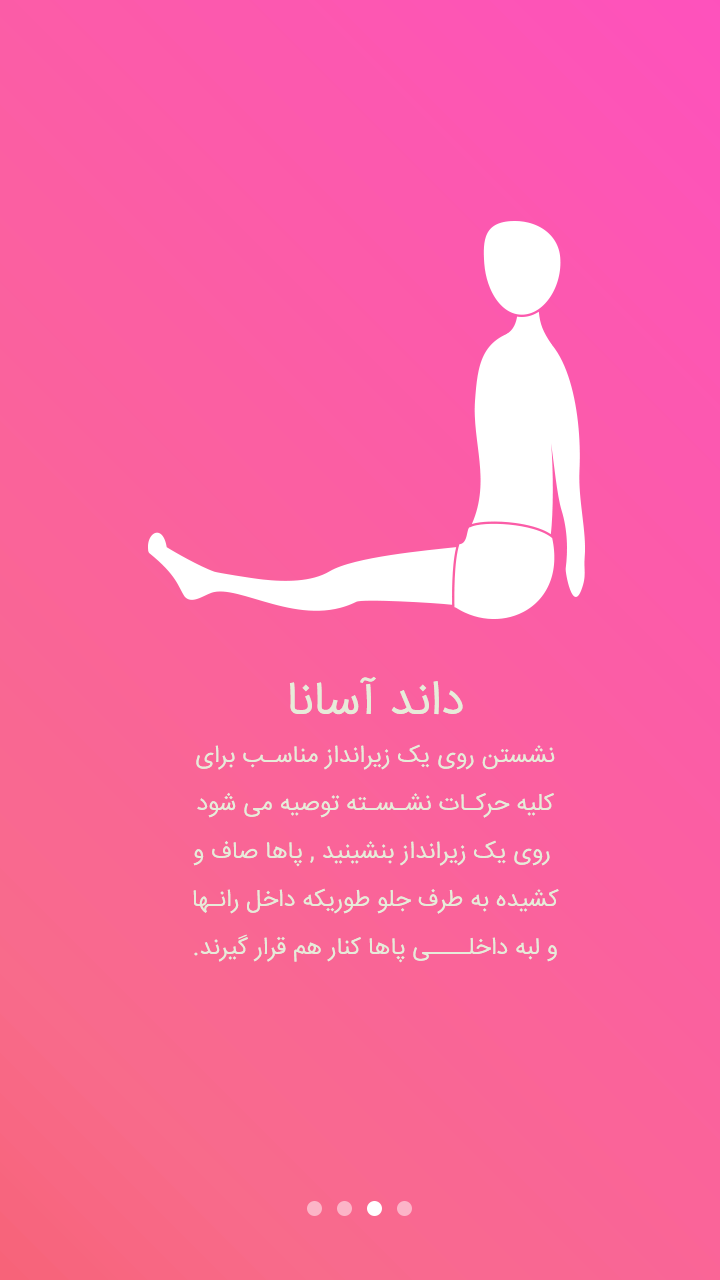 داند آسانا
نشستن روی یک زیرانداز مناسـب برای
کلیه حرکـات نشـسـته توصیه می شود
روی یک زیرانداز بنشینید , پاها صاف و
کشیده به طرف جلو طوریکه داخل رانـها
و لبه داخلــــی پاها کنار هم قرار گیرند.